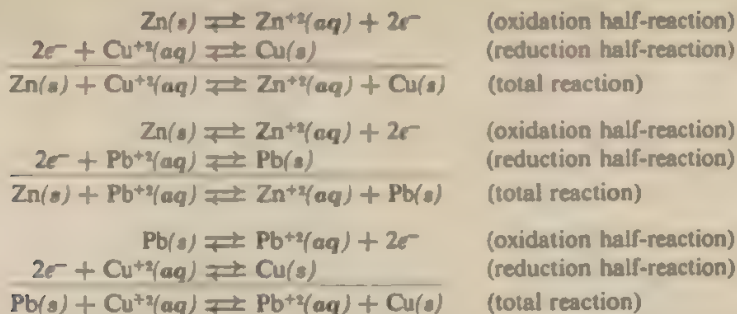 Zn(s) ⇄ Zn⁺²(aq) + 2e⁻ (oxidation half-reaction)
2e⁻ + Cu⁺²(aq) ⇄ Cu(s) (reduction half-reaction)
Zn(s) + Cu⁺²(aq) ⇄ Zn⁺²(aq) + Cu(s) (total reaction)
Zn(s) ⇄ Zn⁺²(aq) + 2e⁻ (oxidation half-reaction)
2e⁻ + Pb⁺²(aq) ⇄ Pb(s) (reduction half-reaction)
Zn(s) + Pb⁺²(aq) ⇄ Zn⁺²(aq) + Pb(s) (total reaction)
Pb(s) ⇄ Pb⁺²(aq) + 2e⁻ (oxidation half-reaction)
2e⁻ + Cu⁺²(aq) ⇄ Cu(s) (reduction half-reaction)
Pb(s) + Cu⁺²(aq) ⇄ Pb⁺²(aq) + Cu(s) (total reaction)